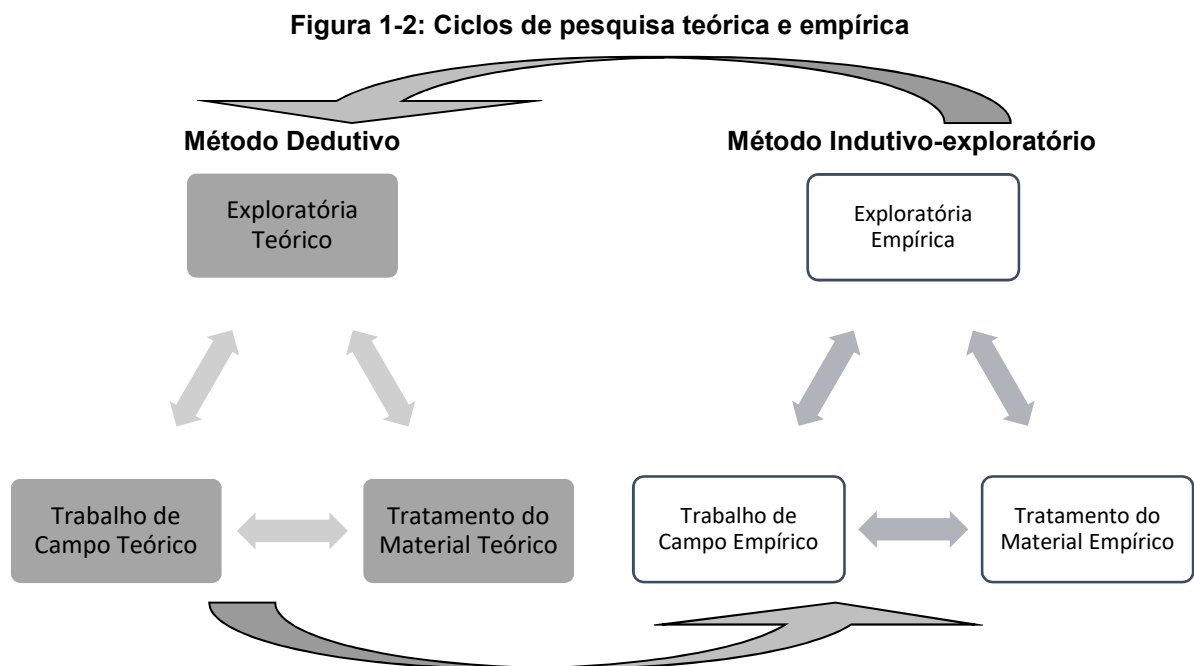 Figura 1-2: Ciclos de pesquisa teórica e empírica
Método Dedutivo
Exploratória
Teórico
Trabalho de
Campo Teórico
Tratamento do
Material Teórico
Método Indutivo-exploratório
Exploratória
Empírica
Trabalho de
Campo Empírico
Tratamento do
Material Empírico